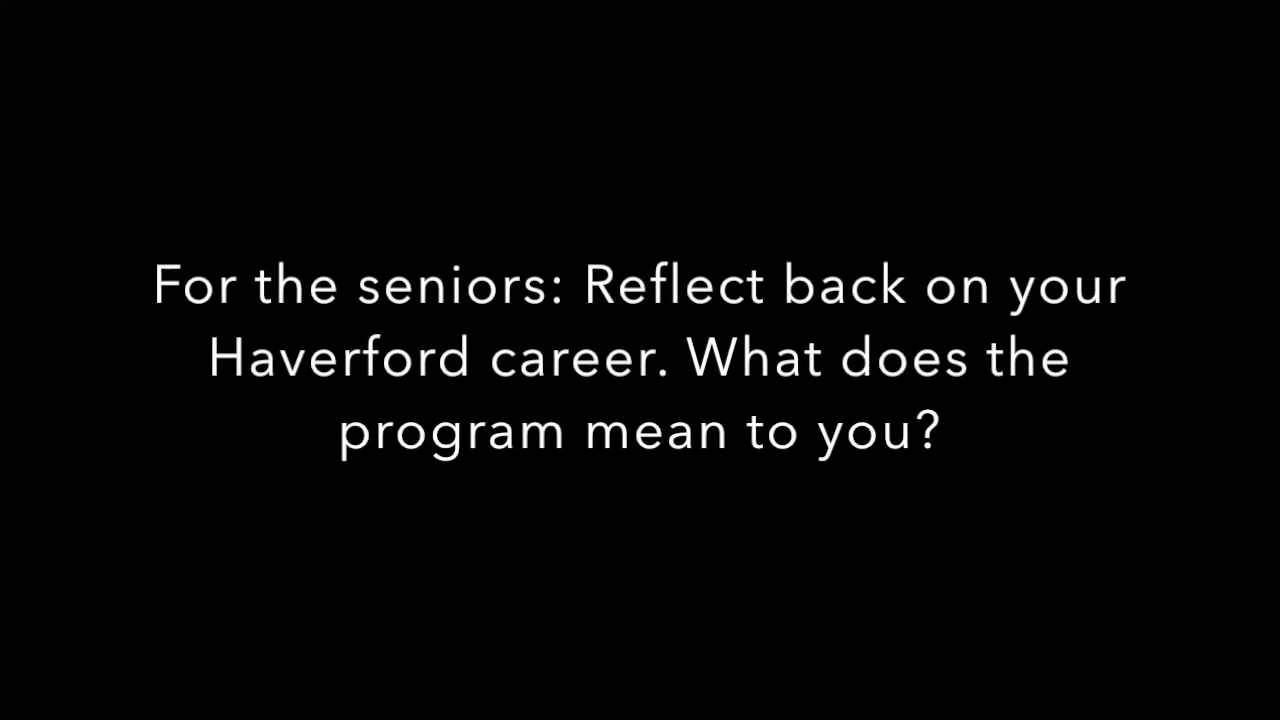 For the seniors: Reflect back on your
Haverford career. What does the
program mean to you?